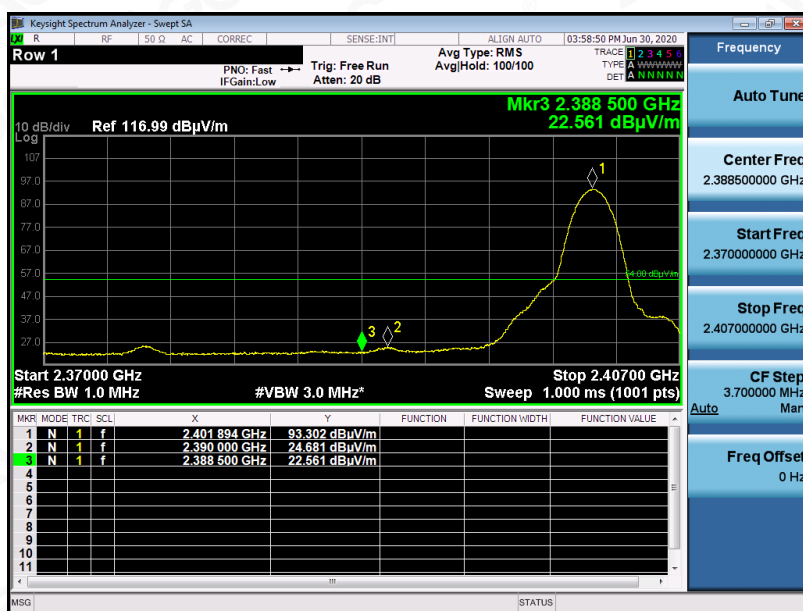 Keysight Spectrum Analyzer - Swept SA
LXI R RF 50 Ω AC CORREC SENSE:INT ALIGN AUTO 03:58:50 PM Jun 30, 2020
Row 1
PNO: Fast
IFGain:Low
Trig: Free Run
Atten: 20 dB
Avg Type: RMS
Avg|Hold: 100/100
TRACE 1 2 3 4 5 6
TYPE A WWWWW
DET A N N N N N
Mkr3 2.388 500 GHz
22.561 dBµV/m
10 dB/div Ref 116.99 dBµV/m
Log
107
97.0
87.0
77.0
67.0
57.0
47.0
37.0
27.0
1
2
3
54.00 dBµV/m
Start 2.37000 GHz Stop 2.40700 GHz
#Res BW 1.0 MHz #VBW 3.0 MHz* Sweep 1.000 ms (1001 pts)
MKR MODE TRC SCL X Y FUNCTION FUNCTION WIDTH FUNCTION VALUE
1 N 1 f 2.401 894 GHz 93.302 dBµV/m
2 N 1 f 2.390 000 GHz 24.681 dBµV/m
3 N 1 f 2.388 500 GHz 22.561 dBµV/m
4
5
6
7
8
9
10
11
MSG STATUS
Frequency
Auto Tune
Center Freq
2.388500000 GHz
Start Freq
2.370000000 GHz
Stop Freq
2.407000000 GHz
CF Step
3.700000 MHz
Auto Man
Freq Offset
0 Hz